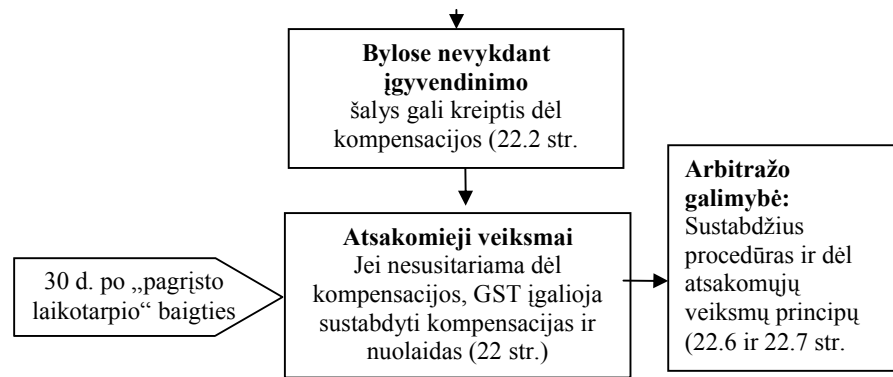 Bylose nevykdant
įgyvendinimo
šalys gali kreiptis dėl
kompensacijos (22.2 str.
Arbitražo
galimybė:
Sustabdžius
procedūras ir dėl
atsakomųjų
veiksmų principų
(22.6 ir 22.7 str.
Atsakomieji veiksmai
Jei nesusitariama dėl
kompensacijos, GST įgalioja
sustabdyti kompensacijas ir
nuolaidas (22 str.)
30 d. po „pagrįsto
laikotarpio“ baigties